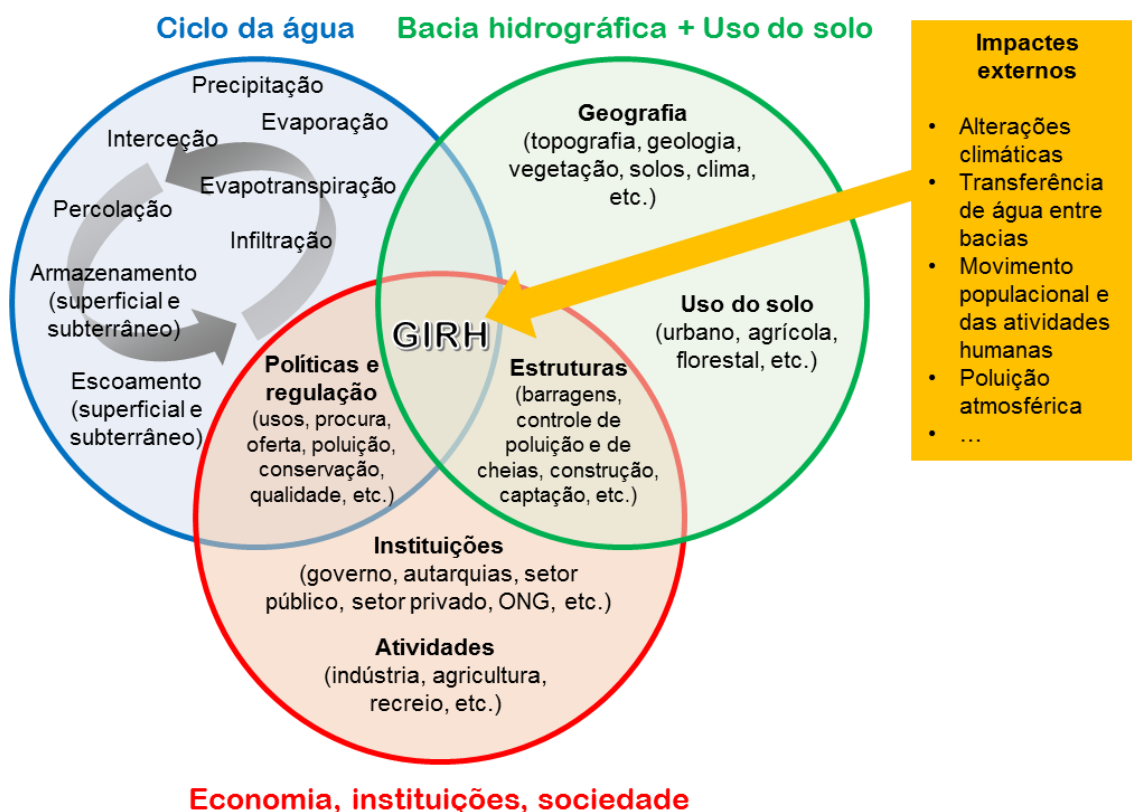 Ciclo da água
Bacia hidrográfica + Uso do solo
Precipitação
Evaporação
Interceção
Evapotranspiração
Percolação
Infiltração
Armazenamento
(superficial e
subterrâneo)
Escoamento
(superficial e
subterrâneo)
Geografia
(topografia, geologia,
vegetação, solos, clima,
etc.)
Uso do solo
(urbano, agrícola,
florestal, etc.)
GIRH
Políticas e
regulação
(usos, procura,
oferta, poluição,
conservação,
qualidade, etc.)
Estruturas
(barragens,
controle de
poluição e de
cheias, construção,
captação, etc.)
Instituições
(governo, autarquias, setor
público, setor privado, ONG, etc.)
Atividades
(indústria, agricultura,
recreio, etc.)
Economia, instituições, sociedade
Impactes
externos
• Alterações
climáticas
• Transferência
de água entre
bacias
• Movimento
populacional e
das atividades
humanas
• Poluição
atmosférica
• …